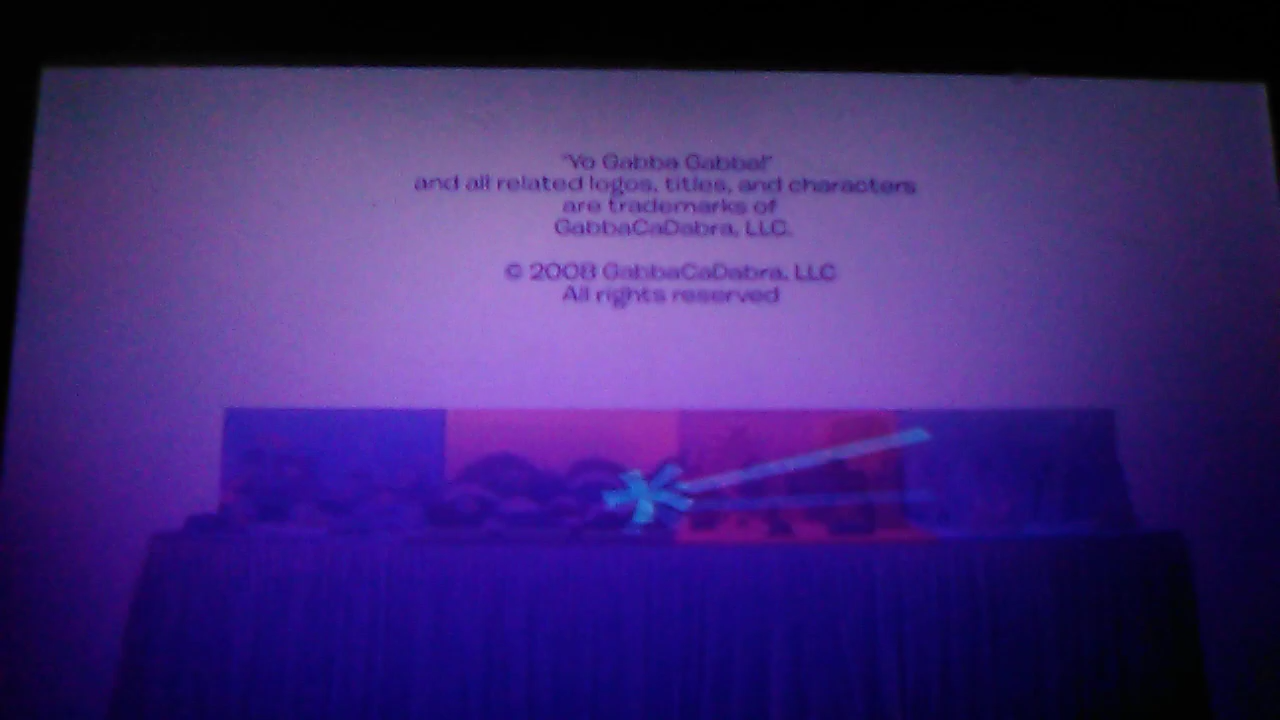 "Yo Gabba Gabba!"
and all related logos, titles, and characters
are trademarks of
GabbaCaDabra, LLC.
© 2008 GabbaCaDabra, LLC
All rights reserved